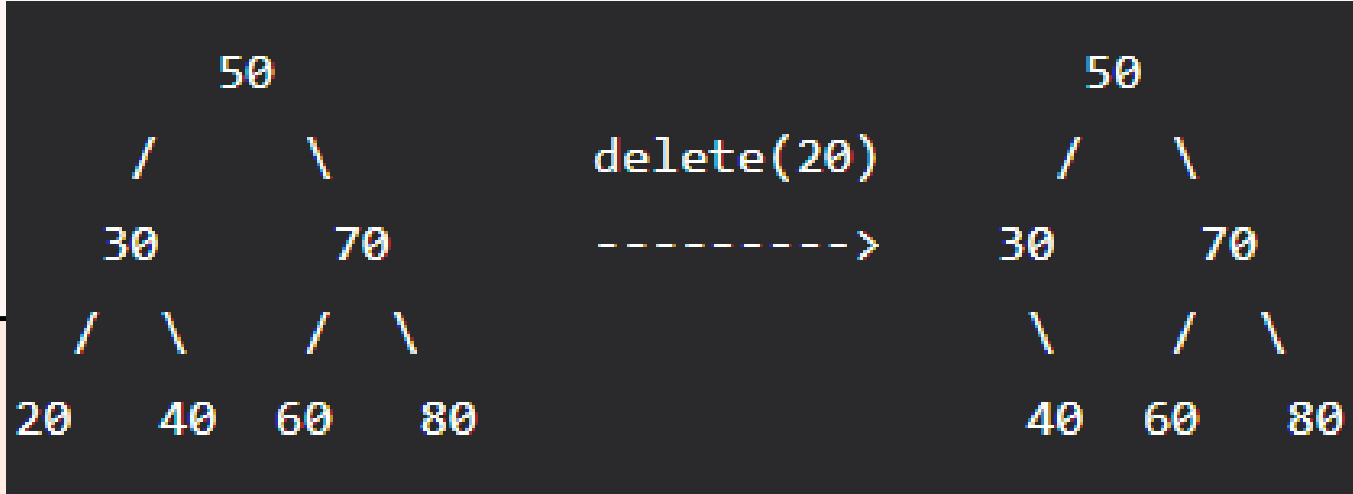 50 50
/ \ delete(20) / \
30 70 ---------> 30 70
/ \ / \ \ / \
20 40 60 80 40 60 80